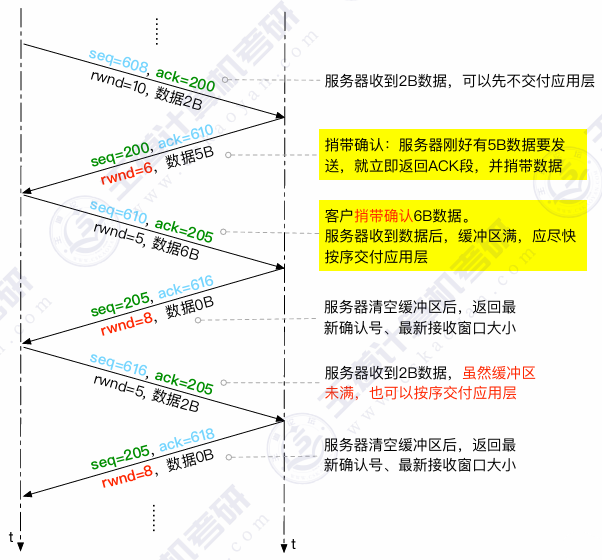 ……
seq=608, ack=200
rwnd=10, 数据2B
服务器收到2B数据，可以先不交付应用层
seq=200, ack=610
rwnd=6, 数据5B
捎带确认：服务器刚好有5B数据要发
送，就立即返回ACK段，并捎带数据
seq=610, ack=205
rwnd=5, 数据6B
客户捎带确认6B数据。
服务器收到数据后，缓冲区满，应尽快
按序交付应用层
seq=205, ack=616
rwnd=8, 数据0B
服务器清空缓冲区后，返回最
新确认号、最新接收窗口大小
seq=616, ack=205
rwnd=5, 数据2B
服务器收到2B数据，虽然缓冲区
未满，也可以按序交付应用层
seq=205, ack=618
rwnd=8, 数据0B
服务器清空缓冲区后，返回最
新确认号、最新接收窗口大小
……
t
t